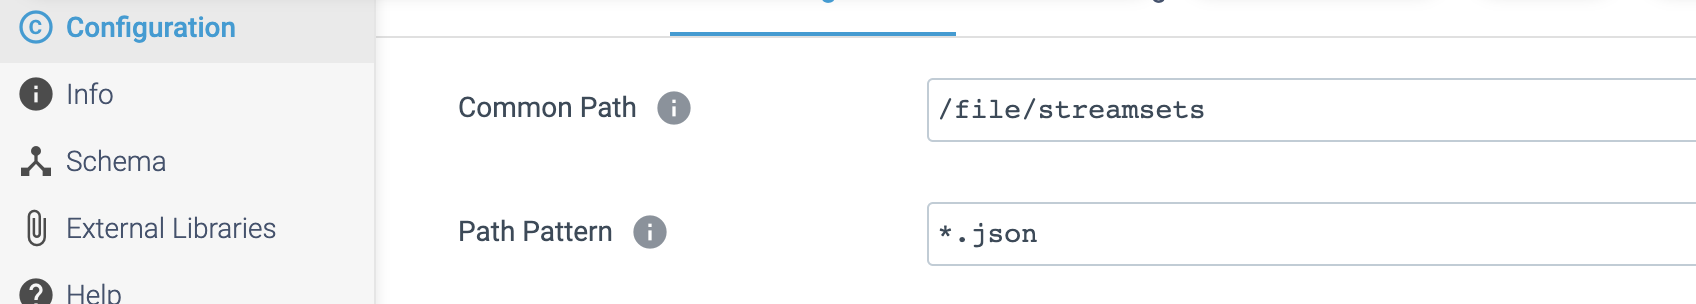 Configuration
Info
Schema
External Libraries
Help
Common Path
/file/streamsets
Path Pattern
*.json